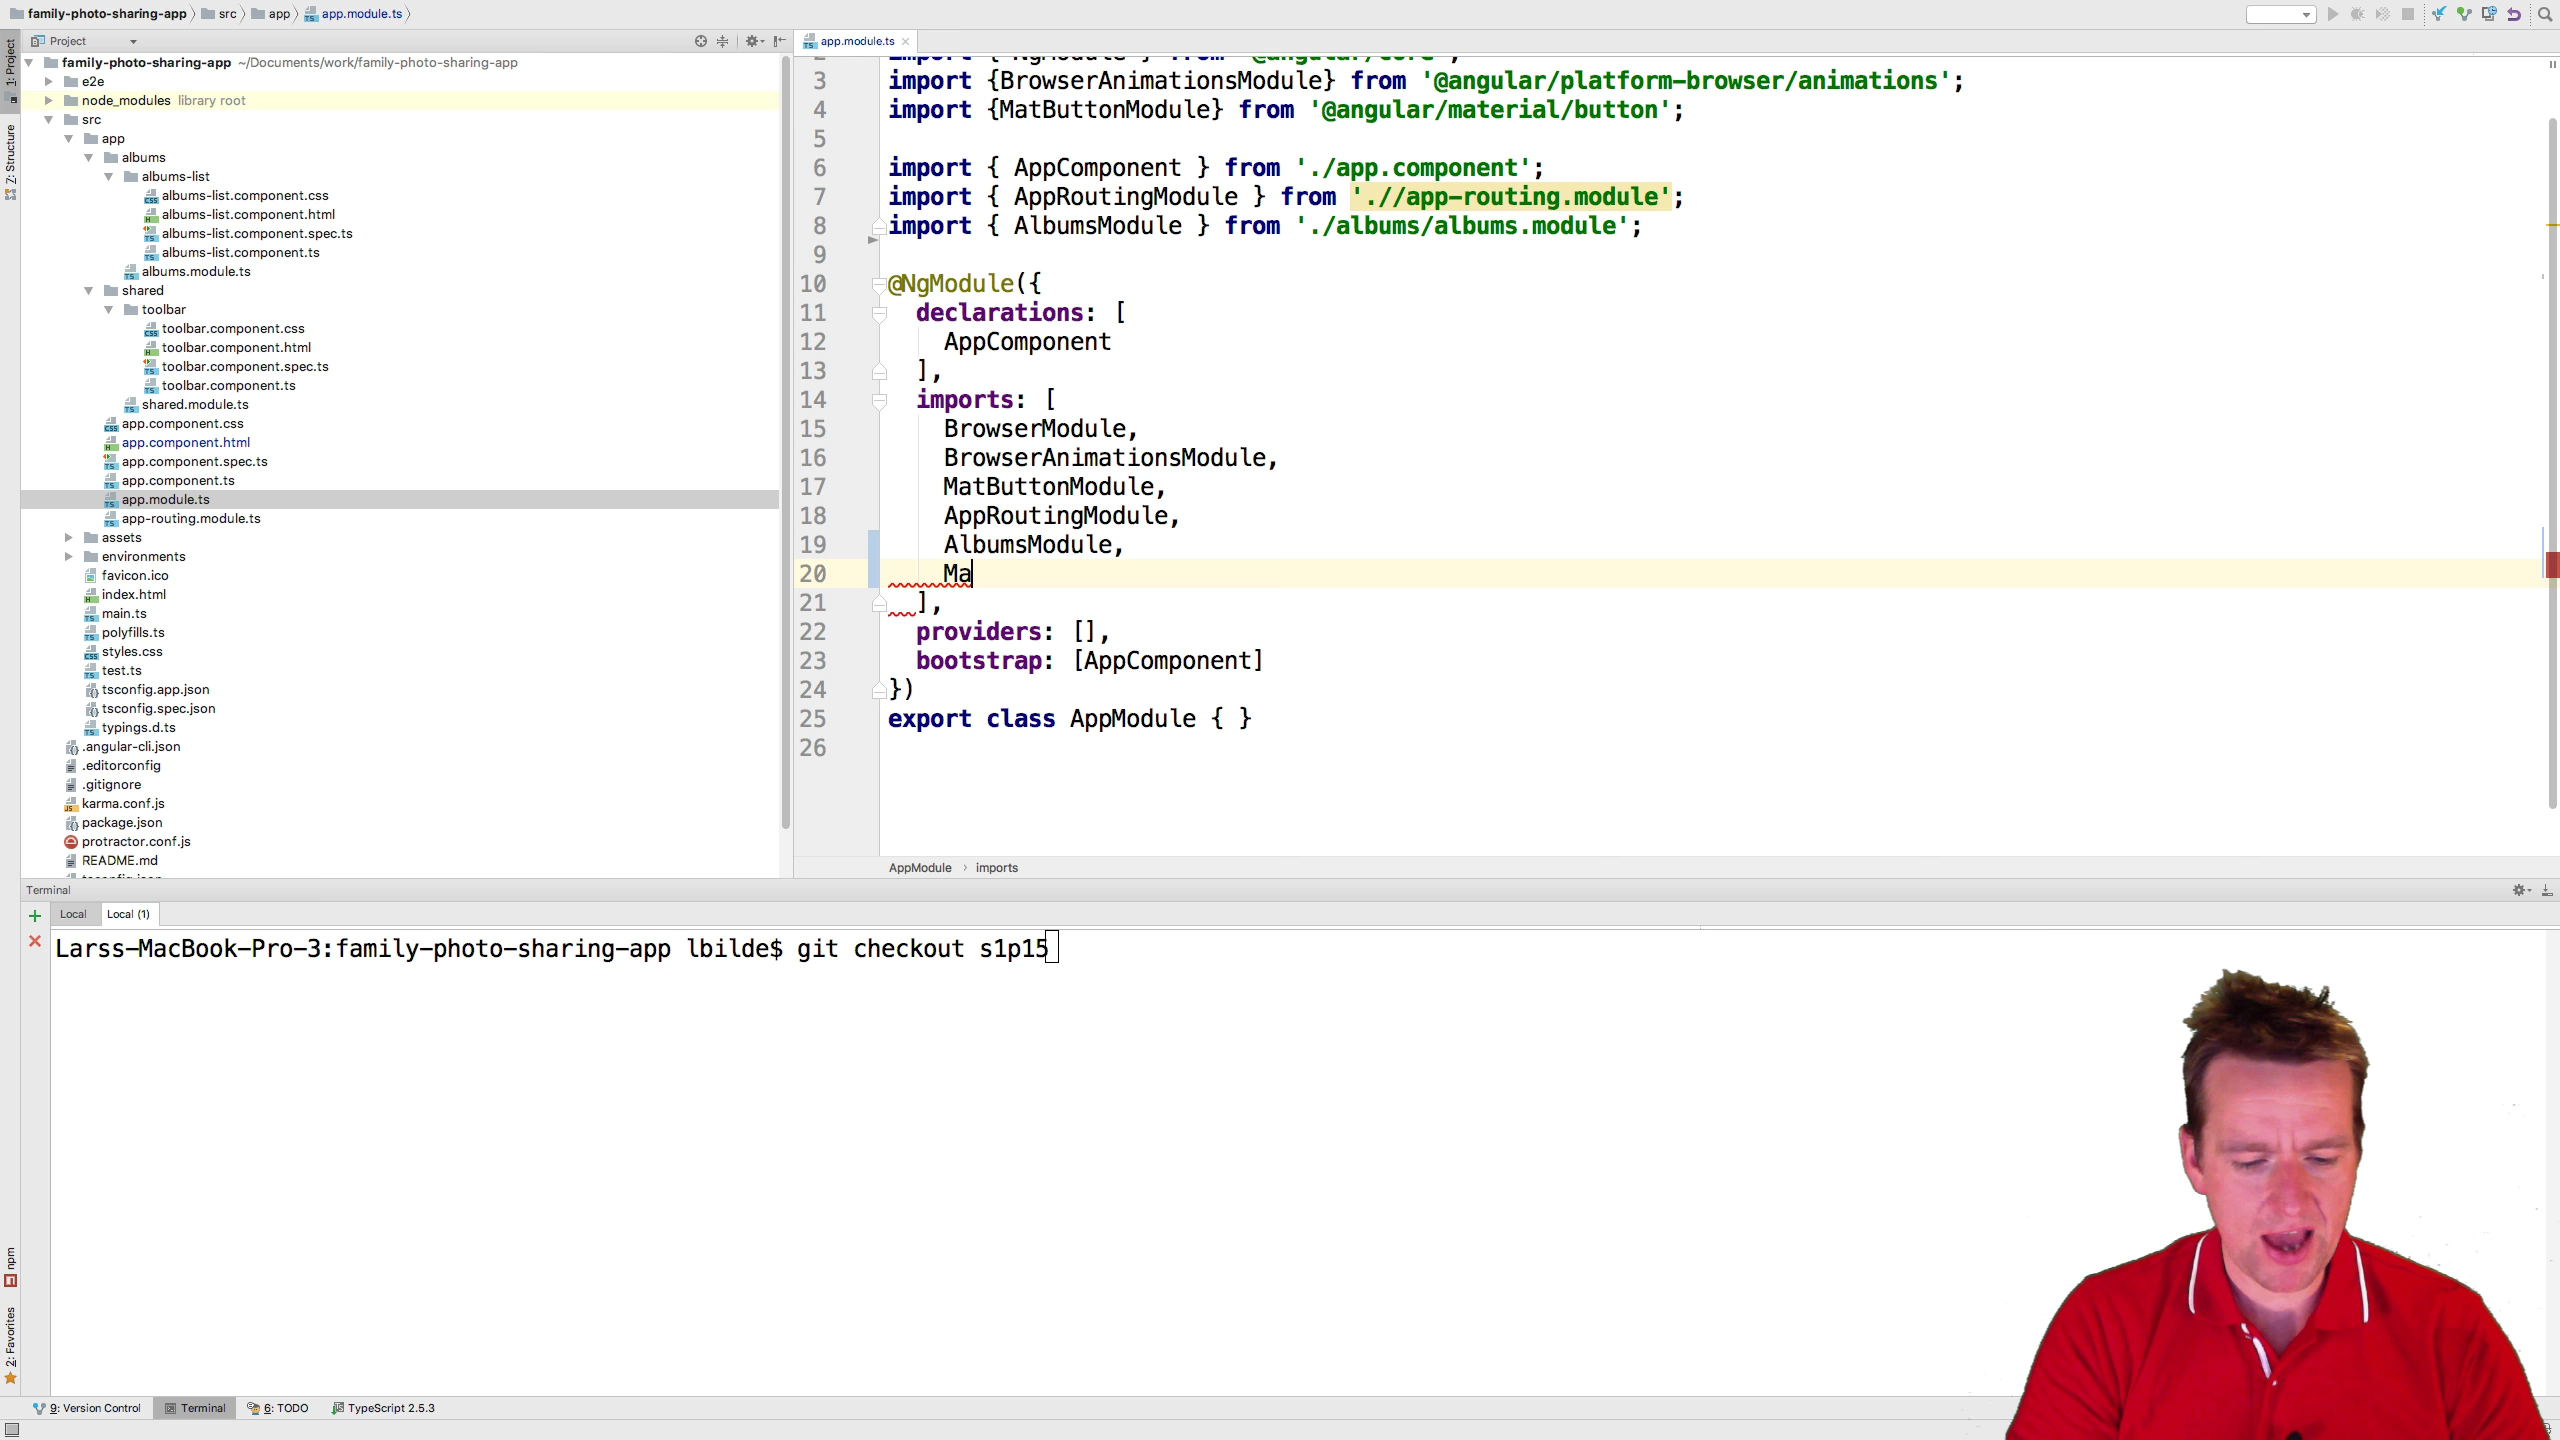 family-photo-sharing-app src app app.module.ts
Project
app.module.ts
1: Project
Z: Structure
npm
2: Favorites
family-photo-sharing-app ~/Documents/work/family-photo-sharing-app
e2e
node_modules library root
src
app
albums
albums-list
albums-list.component.css
albums-list.component.html
albums-list.component.spec.ts
albums-list.component.ts
albums.module.ts
shared
toolbar
toolbar.component.css
toolbar.component.html
toolbar.component.spec.ts
toolbar.component.ts
shared.module.ts
app.component.css
app.component.html
app.component.spec.ts
app.component.ts
app.module.ts
app-routing.module.ts
assets
environments
favicon.ico
index.html
main.ts
polyfills.ts
styles.css
test.ts
tsconfig.app.json
tsconfig.spec.json
typings.d.ts
.angular-cli.json
.editorconfig
.gitignore
karma.conf.js
package.json
protractor.conf.js
README.md
3 import {BrowserAnimationsModule} from '@angular/platform-browser/animations';
4 import {MatButtonModule} from '@angular/material/button';
5
6 import { AppComponent } from './app.component';
7 import { AppRoutingModule } from './/app-routing.module';
8 import { AlbumsModule } from './albums/albums.module';
9
10 @NgModule({
11 declarations: [
12 AppComponent
13 ],
14 imports: [
15 BrowserModule,
16 BrowserAnimationsModule,
17 MatButtonModule,
18 AppRoutingModule,
19 AlbumsModule,
20 Ma
21 ],
22 providers: [],
23 bootstrap: [AppComponent]
24 })
25 export class AppModule { }
26
AppModule › imports
Terminal
Local Local (1)
Larss-MacBook-Pro-3:family-photo-sharing-app lbilde$ git checkout s1p15
9: Version Control Terminal 6: TODO TypeScript 2.5.3